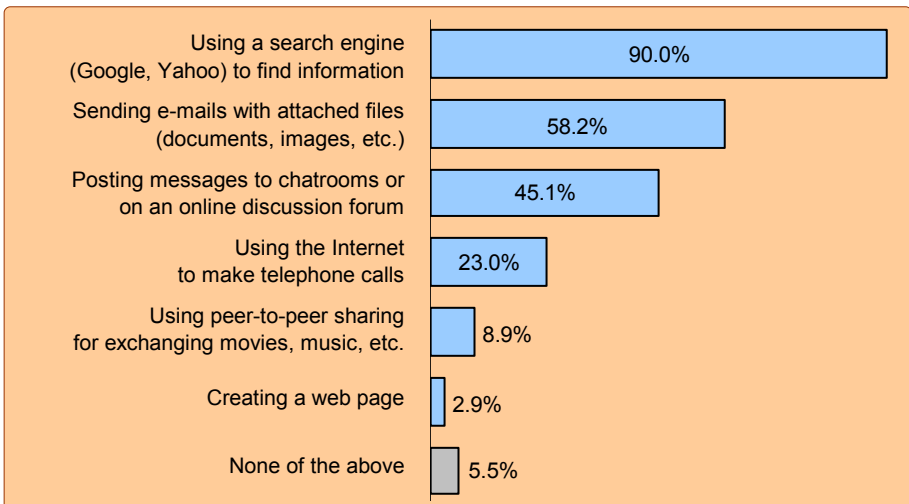 Using a search engine
(Google, Yahoo) to find information
90.0%
Sending e-mails with attached files
(documents, images, etc.)
58.2%
Posting messages to chatrooms or
on an online discussion forum
45.1%
Using the Internet
to make telephone calls
23.0%
Using peer-to-peer sharing
for exchanging movies, music, etc.
8.9%
Creating a web page
2.9%
None of the above
5.5%